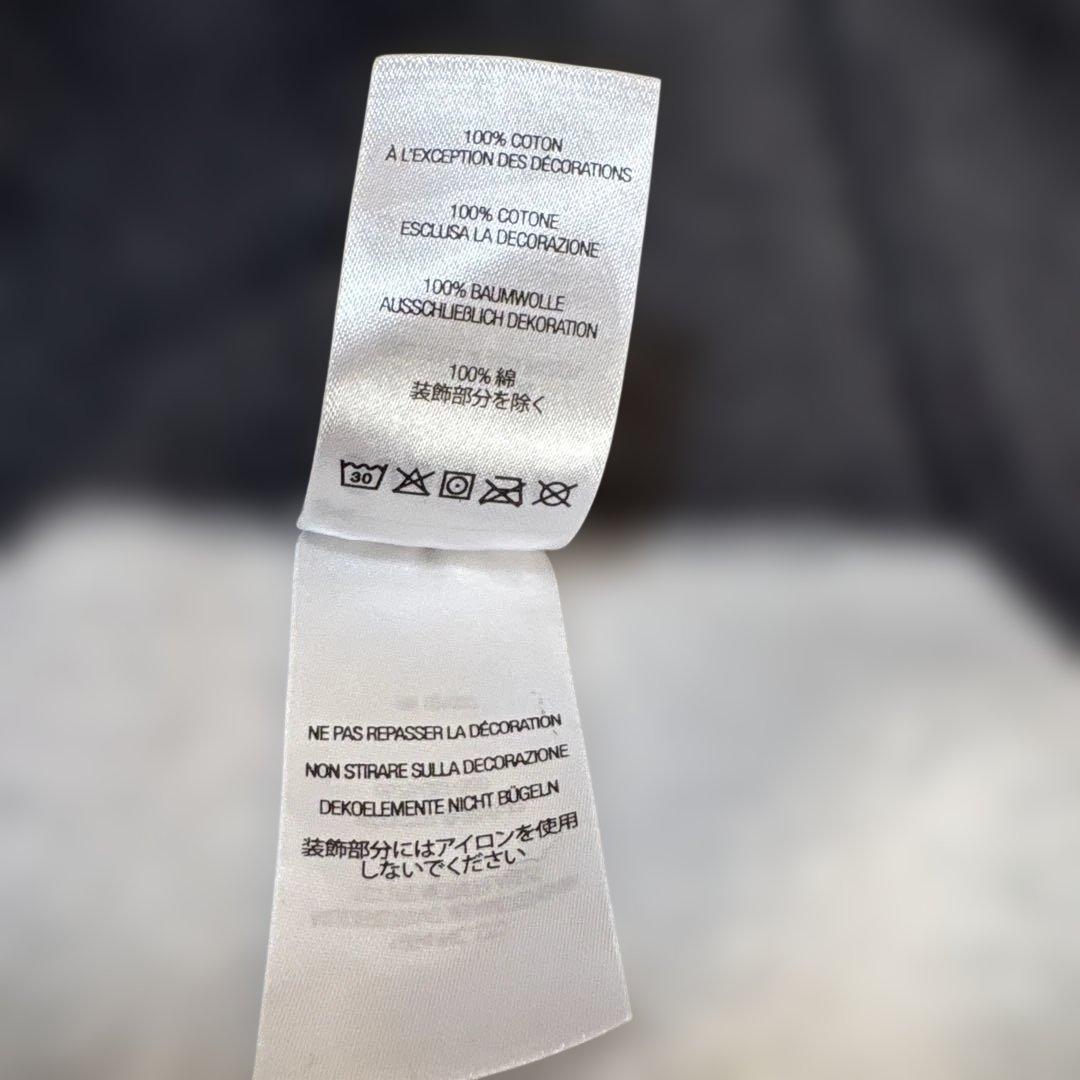 100% COTON
À L'EXCEPTION DES DÉCORATIONS
100% COTONE
ESCLUSA LA DECORAZIONE
100% BAUMWOLLE
AUSSCHLIEßLICH DEKORATION
100% 綿
装飾部分を除く
30
NE PAS REPASSER LA DÉCORATION
NON STIRARE SULLA DECORAZIONE
DEKOELEMENTE NICHT BÜGELN
装飾部分にはアイロンを使用
しないでください